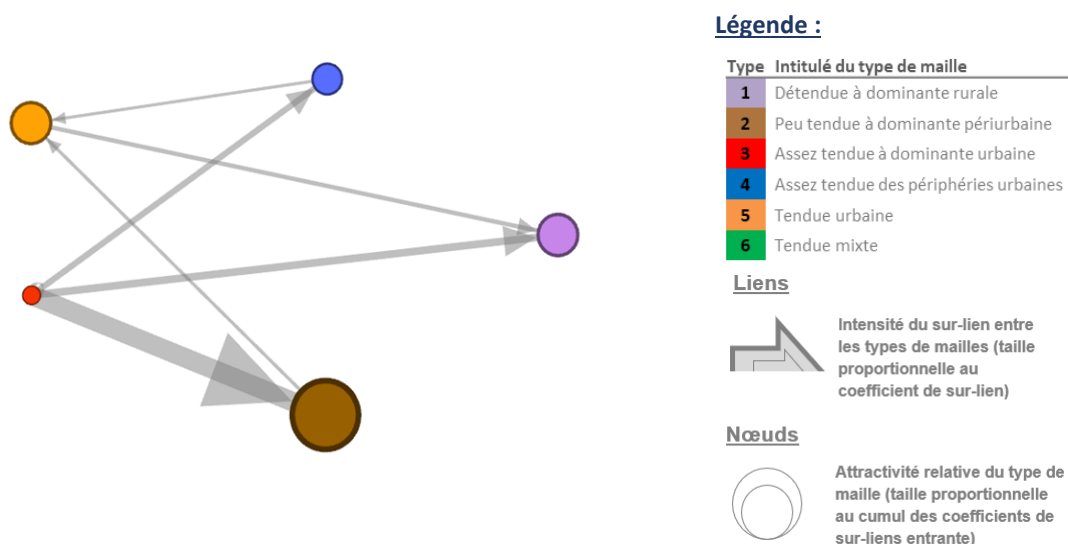 Légende :
Type Intitulé du type de maille
1 Détendue à dominante rurale
2 Peu tendue à dominante périurbaine
3 Assez tendue à dominante urbaine
4 Assez tendue des périphéries urbaines
5 Tendue urbaine
6 Tendue mixte
Liens
Intensité du sur-lien entre
les types de mailles (taille
proportionnelle au
coefficient de sur-lien)
Nœuds
Attractivité relative du type de
maille (taille proportionnelle
au cumul des coefficients de
sur-liens entrante)